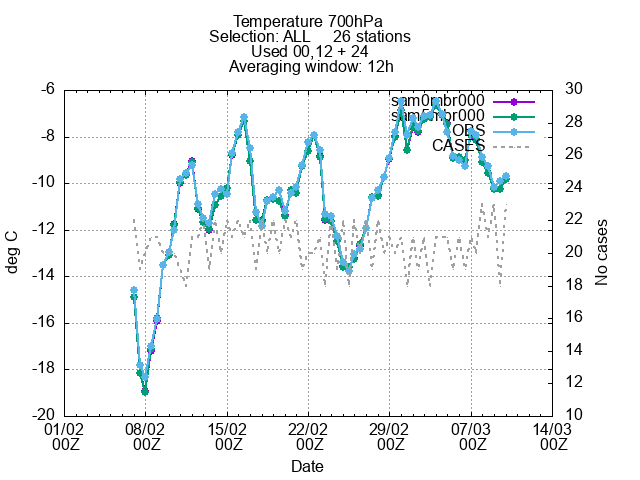 Temperature 700hPa
Selection: ALL 26 stations
Used 00,12 + 24
Averaging window: 12h
-6
-8
-10
-12
-14
-16
-18
-20
30
28
26
24
22
20
18
16
14
12
10
mbr000
mbr000
OBS
CASES
deg C
No cases
01/02 08/02 15/02 22/02 29/02 07/03 14/03
00Z 00Z 00Z 00Z 00Z 00Z 00Z
Date